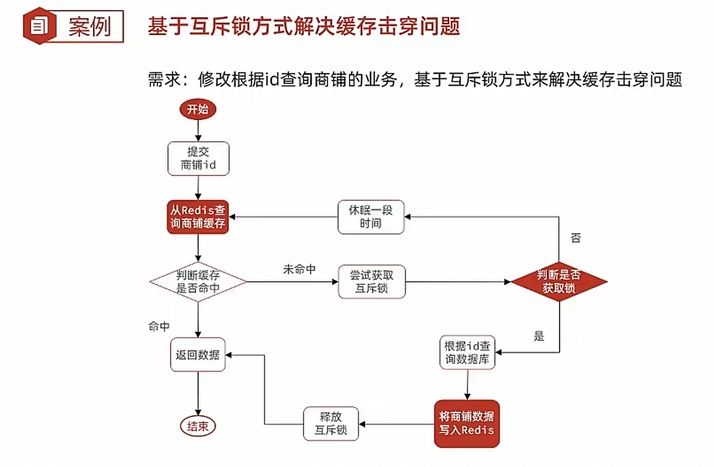 案例
基于互斥锁方式解决缓存击穿问题
需求：修改根据id查询商铺的业务，基于互斥锁方式来解决缓存击穿问题
开始
提交
商铺id
从Redis查
询商铺缓存
休眠一段
时间
否
判断缓存
是否命中
未命中
尝试获取
互斥锁
判断是否
获取锁
命中
是
返回数据
根据id查
询数据库
结束
释放
互斥锁
将商铺数据
写入Redis